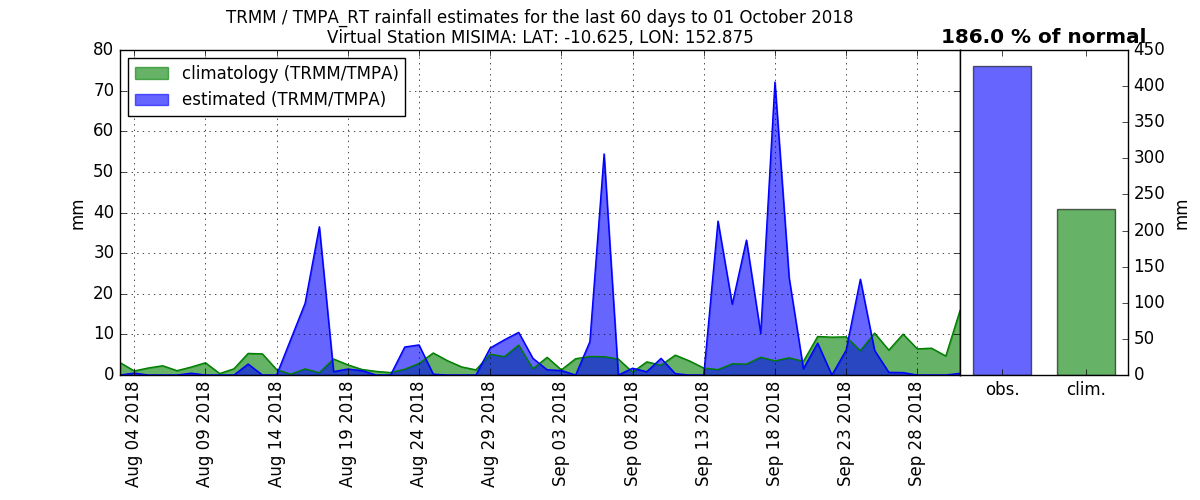 TRMM / TMPA_RT rainfall estimates for the last 60 days to 01 October 2018
Virtual Station MISIMA: LAT: -10.625, LON: 152.875
186.0 % of normal
climatology (TRMM/TMPA)
estimated (TRMM/TMPA)
80
70
60
50
40
30
20
10
0
mm
Aug 04 2018
Aug 09 2018
Aug 14 2018
Aug 19 2018
Aug 24 2018
Aug 29 2018
Sep 03 2018
Sep 08 2018
Sep 13 2018
Sep 18 2018
Sep 23 2018
Sep 28 2018
450
400
350
300
250
200
150
100
50
0
mm
obs.
clim.